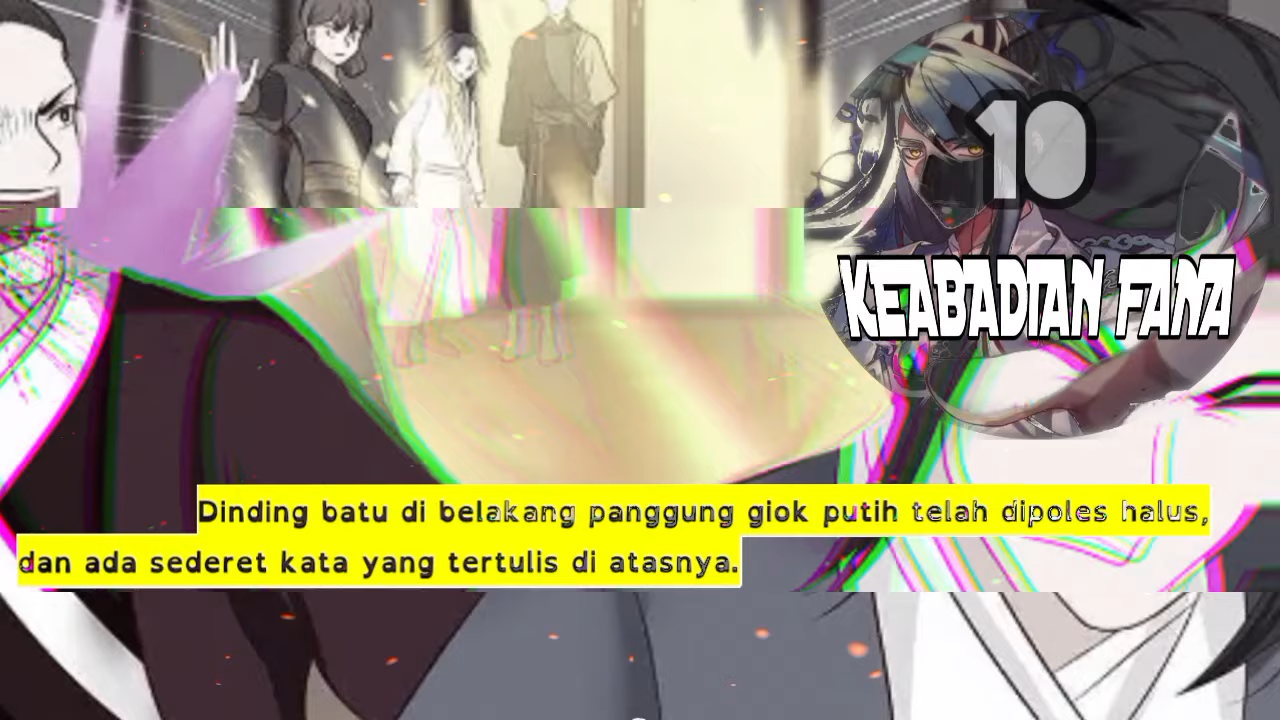 10
KEABADIAN FANA
Dinding batu di belakang panggung giok putih telah dipoles halus,
dan ada sederet kata yang tertulis di atasnya.